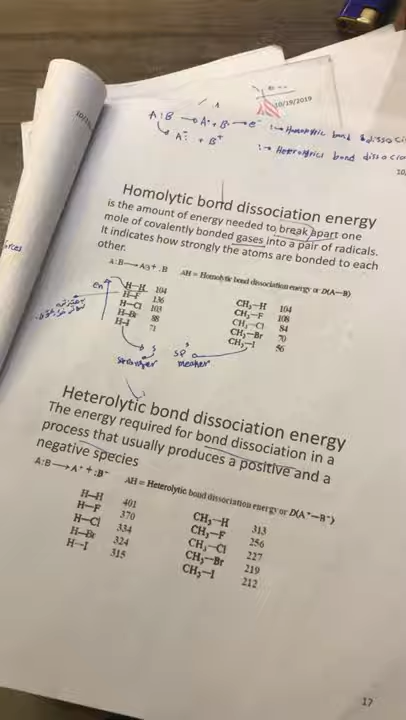 10/19/2019
A:B → A• + B• → e⁻ :→ Homolytic bond dissoci
A:⁻ + B⁺ :→ Heterolytic bond dissocia
10/
Homolytic bond dissociation energy
is the amount of energy needed to break apart one
mole of covalently bonded gases into a pair of radicals.
It indicates how strongly the atoms are bonded to each
other.
A:B → A• + •B ΔH = Homolytic bond dissociation energy or D(A—B)
H—H 104 CH₃—H 104
H—F 136 CH₃—F 108
H—Cl 103 CH₃—Cl 84
H—Br 88 CH₃—Br 70
H—I 71 CH₃—I 56
s sp³
stronger weaker
Heterolytic bond dissociation energy
The energy required for bond dissociation in a
process that usually produces a positive and a
negative species
A:B → A⁺ + :B⁻ ΔH = Heterolytic bond dissociation energy or D(A⁺—B⁻)
H—H 401 CH₃—H 313
H—F 370 CH₃—F 256
H—Cl 334 CH₃—Cl 227
H—Br 324 CH₃—Br 219
H—I 315 CH₃—I 212
17